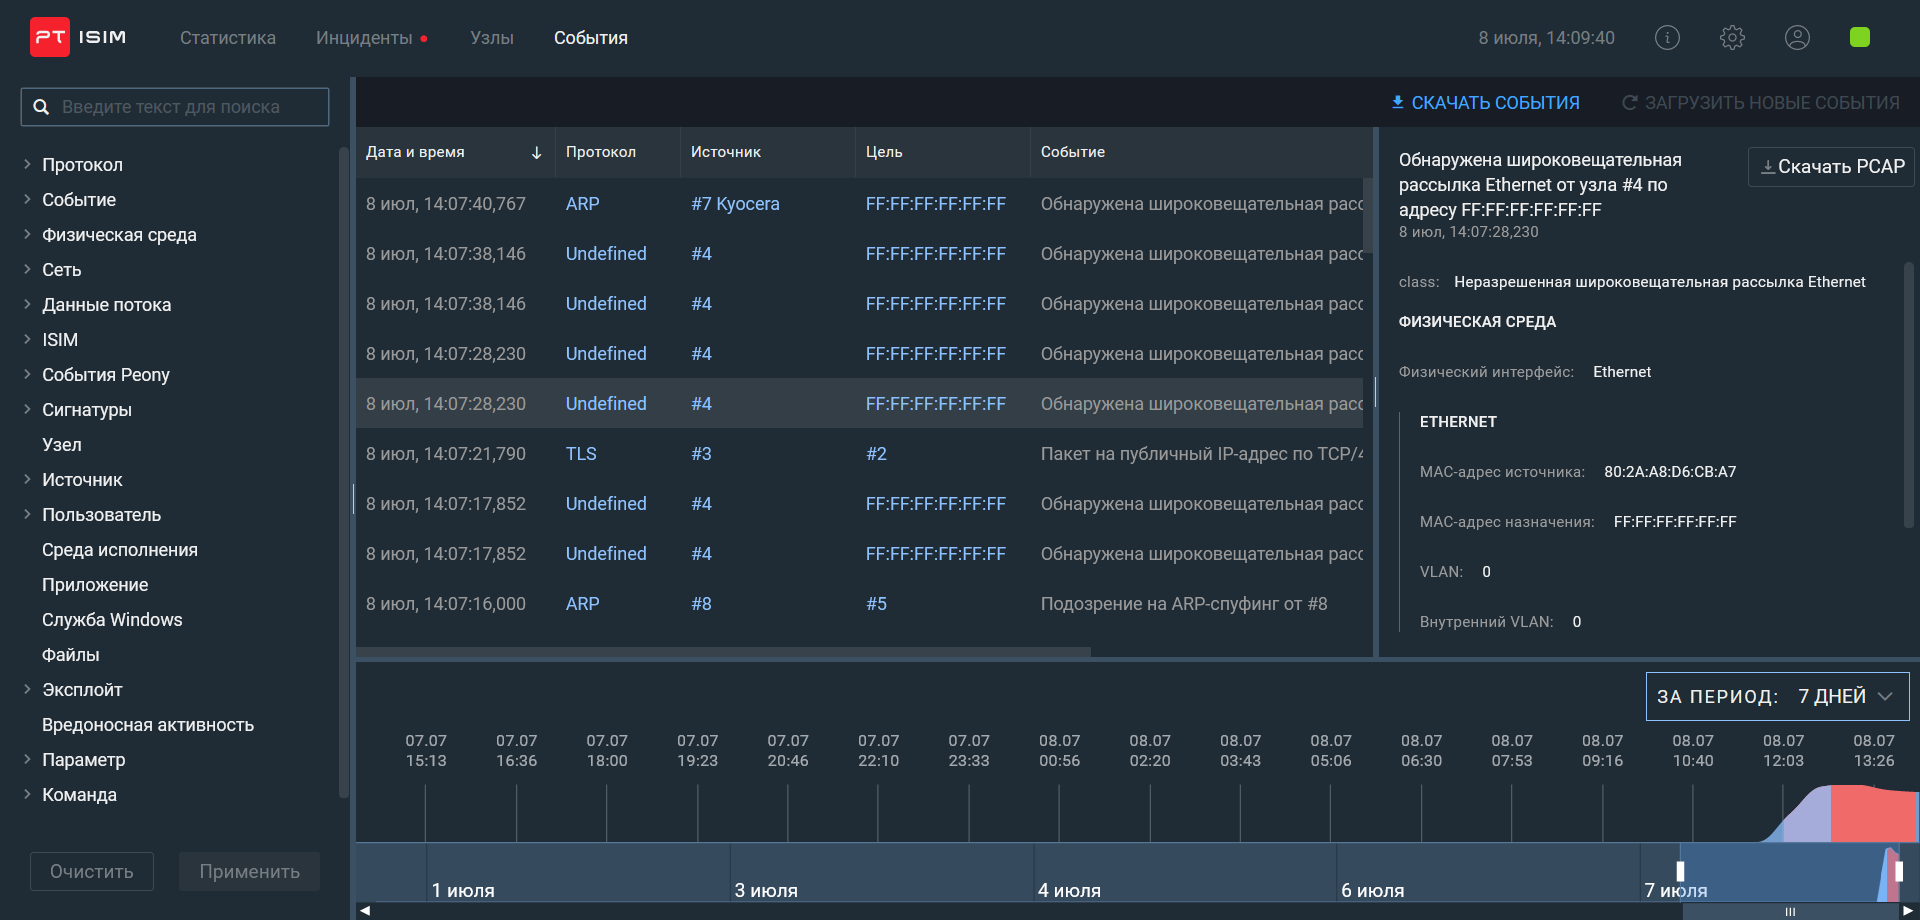 PT ISIM Статистика Инциденты Узлы События 8 июля, 14:09:40
Введите текст для поиска
Протокол
Событие
Физическая среда
Сеть
Данные потока
ISIM
События Peony
Сигнатуры
Узел
Источник
Пользователь
Среда исполнения
Приложение
Служба Windows
Файлы
Эксплойт
Вредоносная активность
Параметр
Команда
Очистить Применить
СКАЧАТЬ СОБЫТИЯ ЗАГРУЗИТЬ НОВЫЕ СОБЫТИЯ
Дата и время Протокол Источник Цель Событие
8 июл, 14:07:40,767 ARP #7 Kyocera FF:FF:FF:FF:FF:FF Обнаружена широковещательная расс
8 июл, 14:07:38,146 Undefined #4 FF:FF:FF:FF:FF:FF Обнаружена широковещательная расс
8 июл, 14:07:38,146 Undefined #4 FF:FF:FF:FF:FF:FF Обнаружена широковещательная расс
8 июл, 14:07:28,230 Undefined #4 FF:FF:FF:FF:FF:FF Обнаружена широковещательная расс
8 июл, 14:07:28,230 Undefined #4 FF:FF:FF:FF:FF:FF Обнаружена широковещательная расс
8 июл, 14:07:21,790 TLS #3 #2 Пакет на публичный IP-адрес по TCP/4
8 июл, 14:07:17,852 Undefined #4 FF:FF:FF:FF:FF:FF Обнаружена широковещательная расс
8 июл, 14:07:17,852 Undefined #4 FF:FF:FF:FF:FF:FF Обнаружена широковещательная расс
8 июл, 14:07:16,000 ARP #8 #5 Подозрение на ARP-спуфинг от #8
Обнаружена широковещательная
рассылка Ethernet от узла #4 по
адресу FF:FF:FF:FF:FF:FF
8 июл, 14:07:28,230
Скачать PCAP
class: Неразрешенная широковещательная рассылка Ethernet
ФИЗИЧЕСКАЯ СРЕДА
Физический интерфейс: Ethernet
ETHERNET
MAC-адрес источника: 80:2A:A8:D6:CB:A7
MAC-адрес назначения: FF:FF:FF:FF:FF:FF
VLAN: 0
Внутренний VLAN: 0
ЗА ПЕРИОД: 7 ДНЕЙ
07.07 07.07 07.07 07.07 07.07 07.07 07.07 08.07 08.07 08.07 08.07 08.07 08.07 08.07 08.07 08.07 08.07
15:13 16:36 18:00 19:23 20:46 22:10 23:33 00:56 02:20 03:43 05:06 06:30 07:53 09:16 10:40 12:03 13:26
1 июля 3 июля 4 июля 6 июля 7 июля